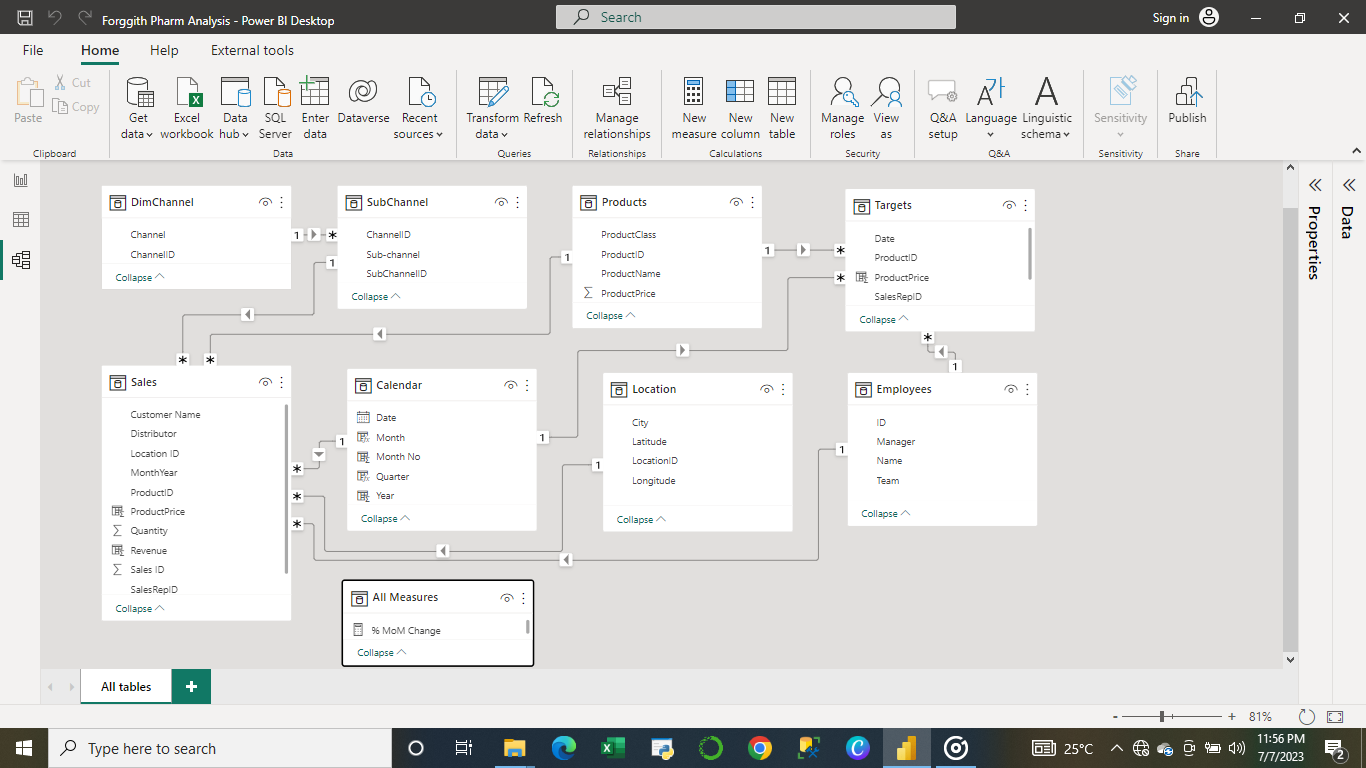 Forggith Pharm Analysis - Power BI Desktop
Search
Sign in
File
Home
Help
External tools
Paste
Cut
Copy
Get data
Excel workbook
Data hub
SQL Server
Enter data
Dataverse
Recent sources
Transform data
Refresh
Manage relationships
New measure
New column
New table
Manage roles
View as
Q&A setup
Language
Linguistic schema
Sensitivity
Publish
Clipboard
Data
Queries
Relationships
Calculations
Security
Q&A
Sensitivity
Share
DimChannel
Channel
ChannelID
Collapse
1
*
SubChannel
ChannelID
Sub-channel
SubChannelID
Collapse
1
Products
ProductClass
ProductID
ProductName
Σ ProductPrice
Collapse
1
1
*
*
Targets
Date
ProductID
ProductPrice
SalesRepID
Collapse
*
1
*
*
Sales
Customer Name
Distributor
Location ID
MonthYear
ProductID
ProductPrice
Σ Quantity
Revenue
Σ Sales ID
SalesRepID
Collapse
*
*
*
1
Calendar
Date
Month
Month No
Quarter
Year
Collapse
1
1
Location
City
Latitude
LocationID
Longitude
Collapse
1
Employees
ID
Manager
Name
Team
Collapse
All Measures
% MoM Change
Collapse
Properties
Data
All tables
+
- + 81%
Type here to search
25°C
11:56 PM
7/7/2023
2